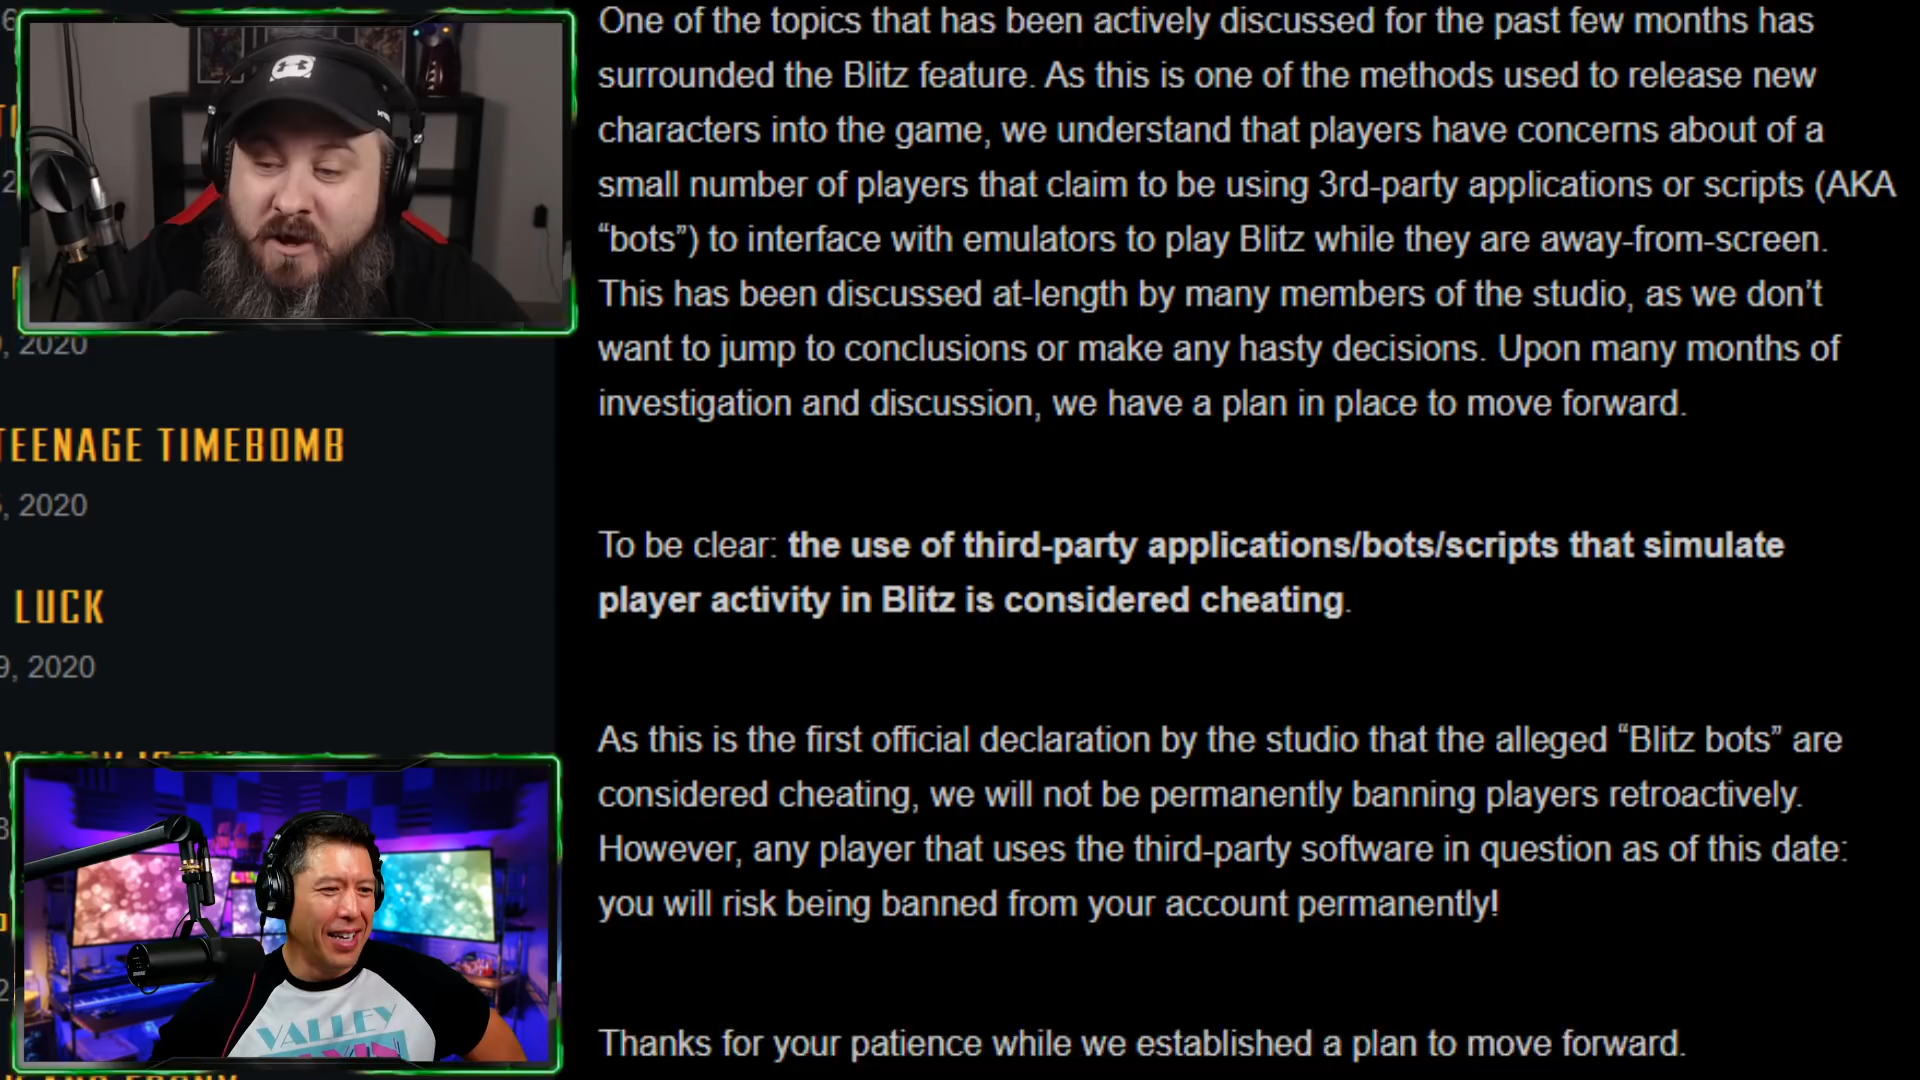 One of the topics that has been actively discussed for the past few months has
surrounded the Blitz feature. As this is one of the methods used to release new
characters into the game, we understand that players have concerns about of a
small number of players that claim to be using 3rd-party applications or scripts (AKA
“bots”) to interface with emulators to play Blitz while they are away-from-screen.
This has been discussed at-length by many members of the studio, as we don’t
want to jump to conclusions or make any hasty decisions. Upon many months of
investigation and discussion, we have a plan in place to move forward.
To be clear: the use of third-party applications/bots/scripts that simulate
player activity in Blitz is considered cheating.
As this is the first official declaration by the studio that the alleged “Blitz bots” are
considered cheating, we will not be permanently banning players retroactively.
However, any player that uses the third-party software in question as of this date:
you will risk being banned from your account permanently!
Thanks for your patience while we established a plan to move forward.
, 2020
TEENAGE TIMEBOMB
, 2020
LUCK
9, 2020
VALLEY